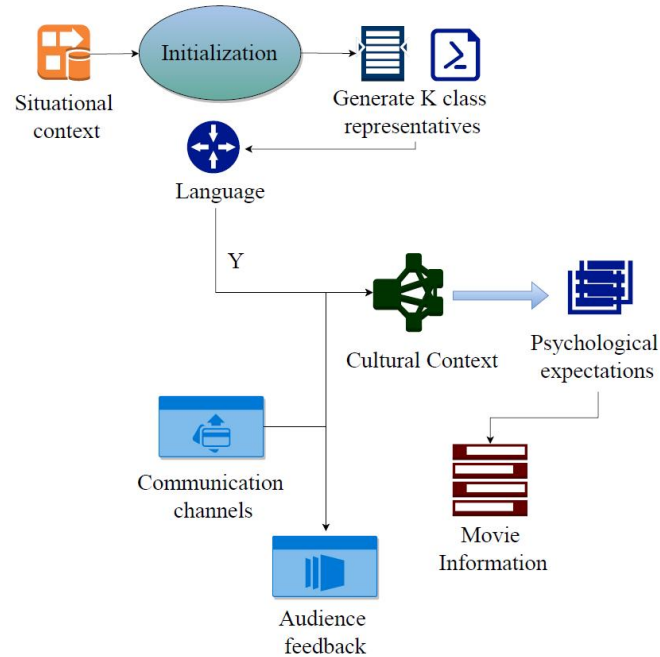 Initialization
Situational
context
Generate K class
representatives
Language
Y
Cultural Context
Psychological
expectations
Communication
channels
Movie
Information
Audience
feedback